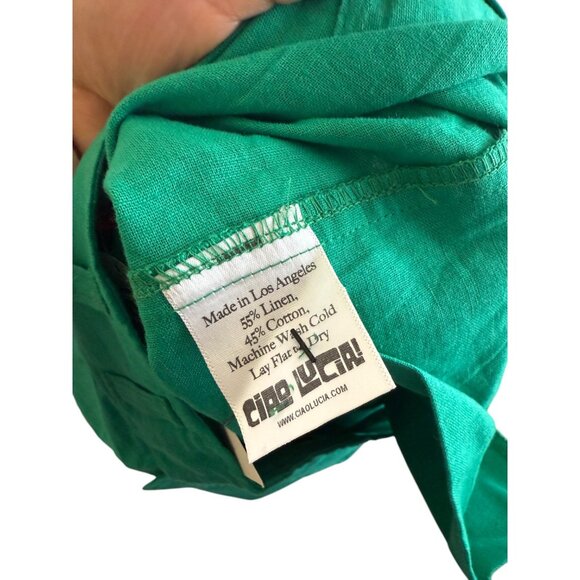 Made in Los Angeles
55% Linen,
45% Cotton,
Machine Wash Cold
Lay Flat to Dry
CIAO LUCIA!
WWW.CIAOLUCIA.COM